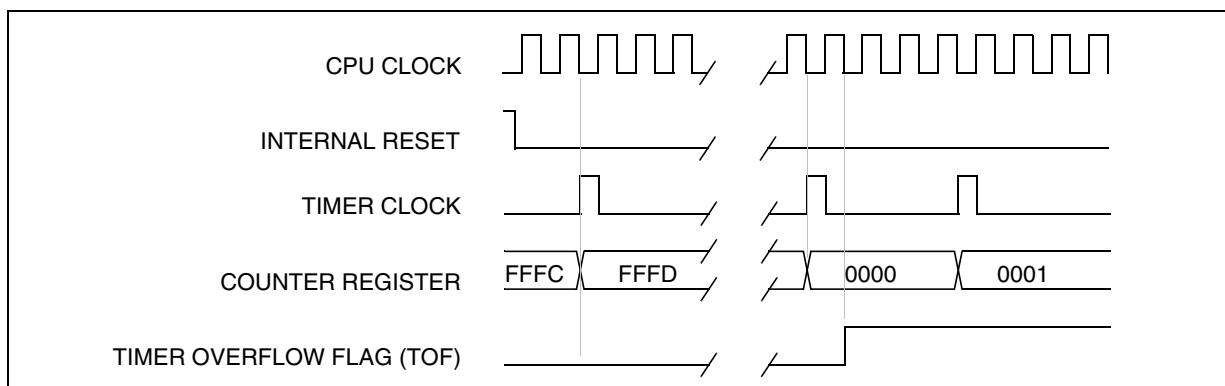 CPU CLOCK
INTERNAL RESET
TIMER CLOCK
COUNTER REGISTER FFFC FFFD 0000 0001
TIMER OVERFLOW FLAG (TOF)